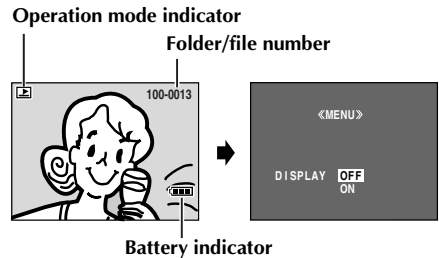 Operation mode indicator
Folder/file number
100-0013
《MENU》
DISPLAY OFF
ON
Battery indicator